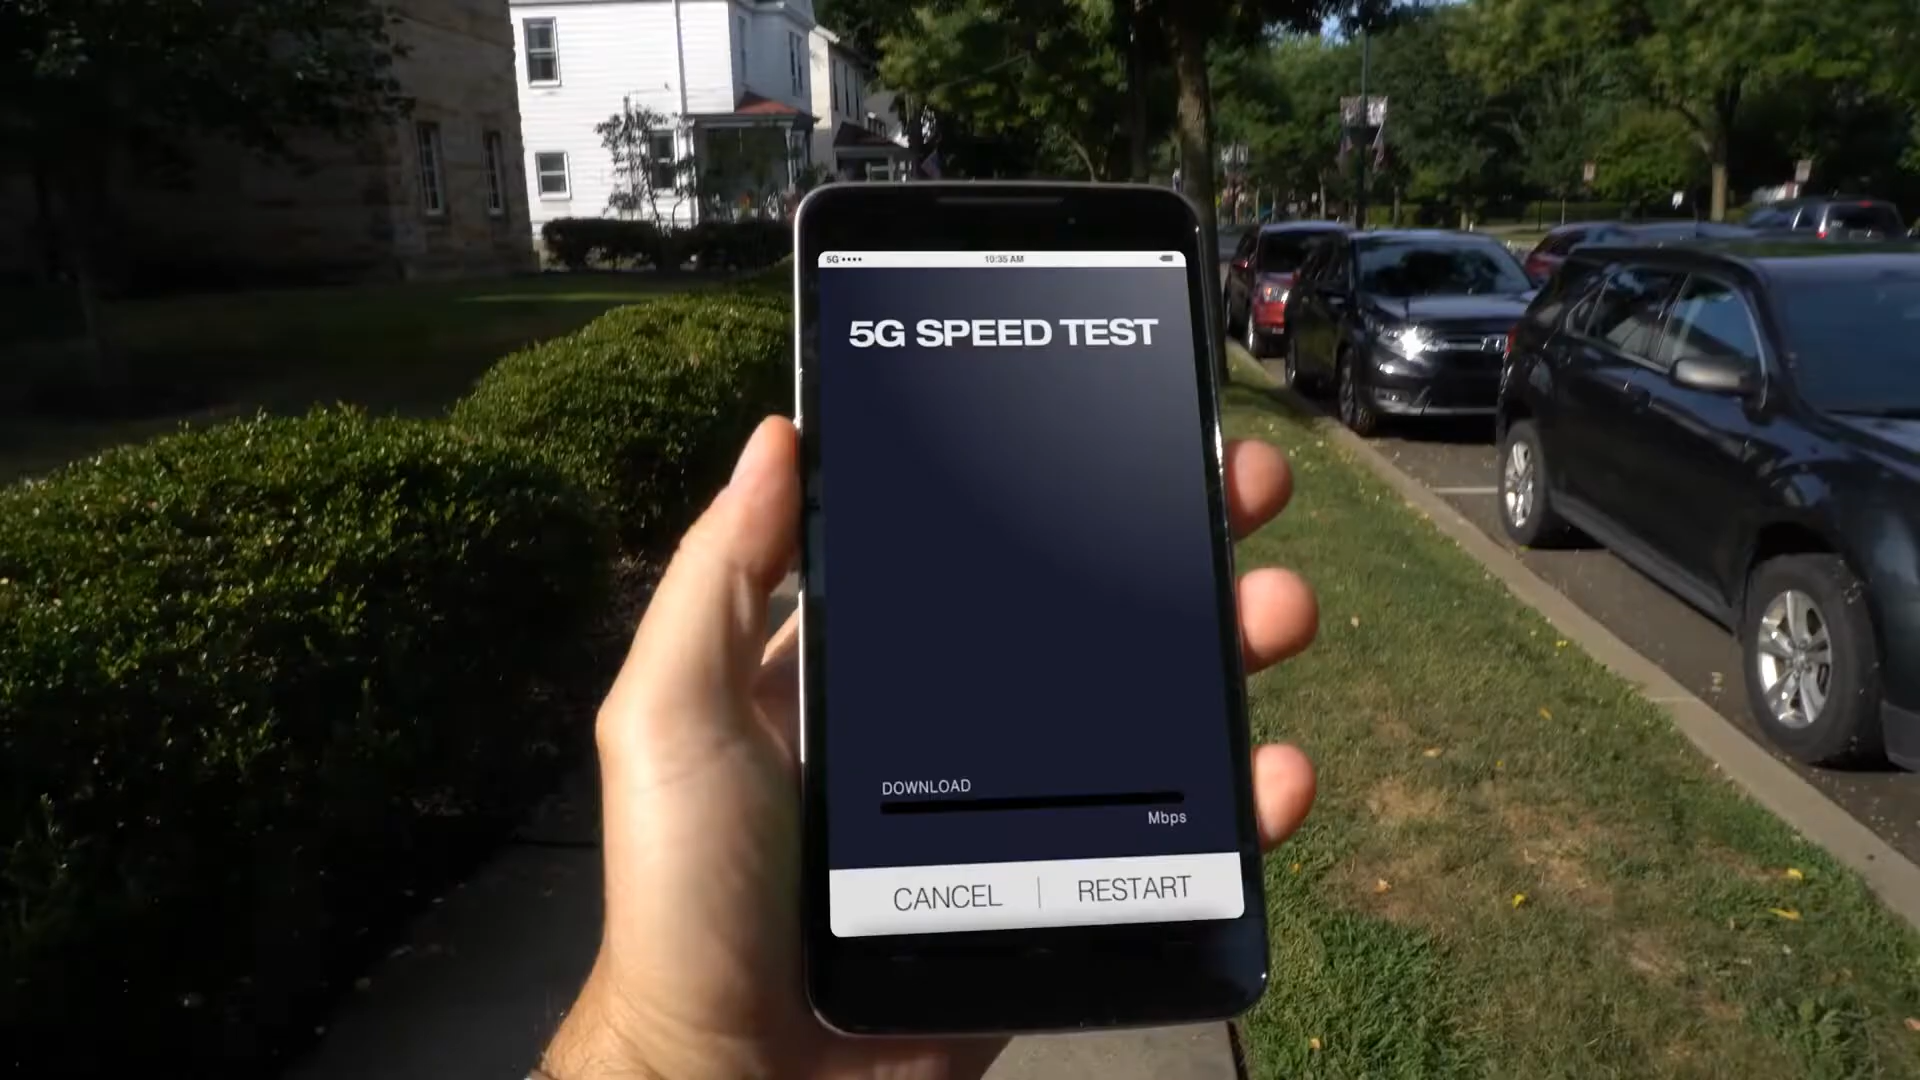 5G
10:35 AM
5G SPEED TEST
DOWNLOAD
Mbps
CANCEL | RESTART